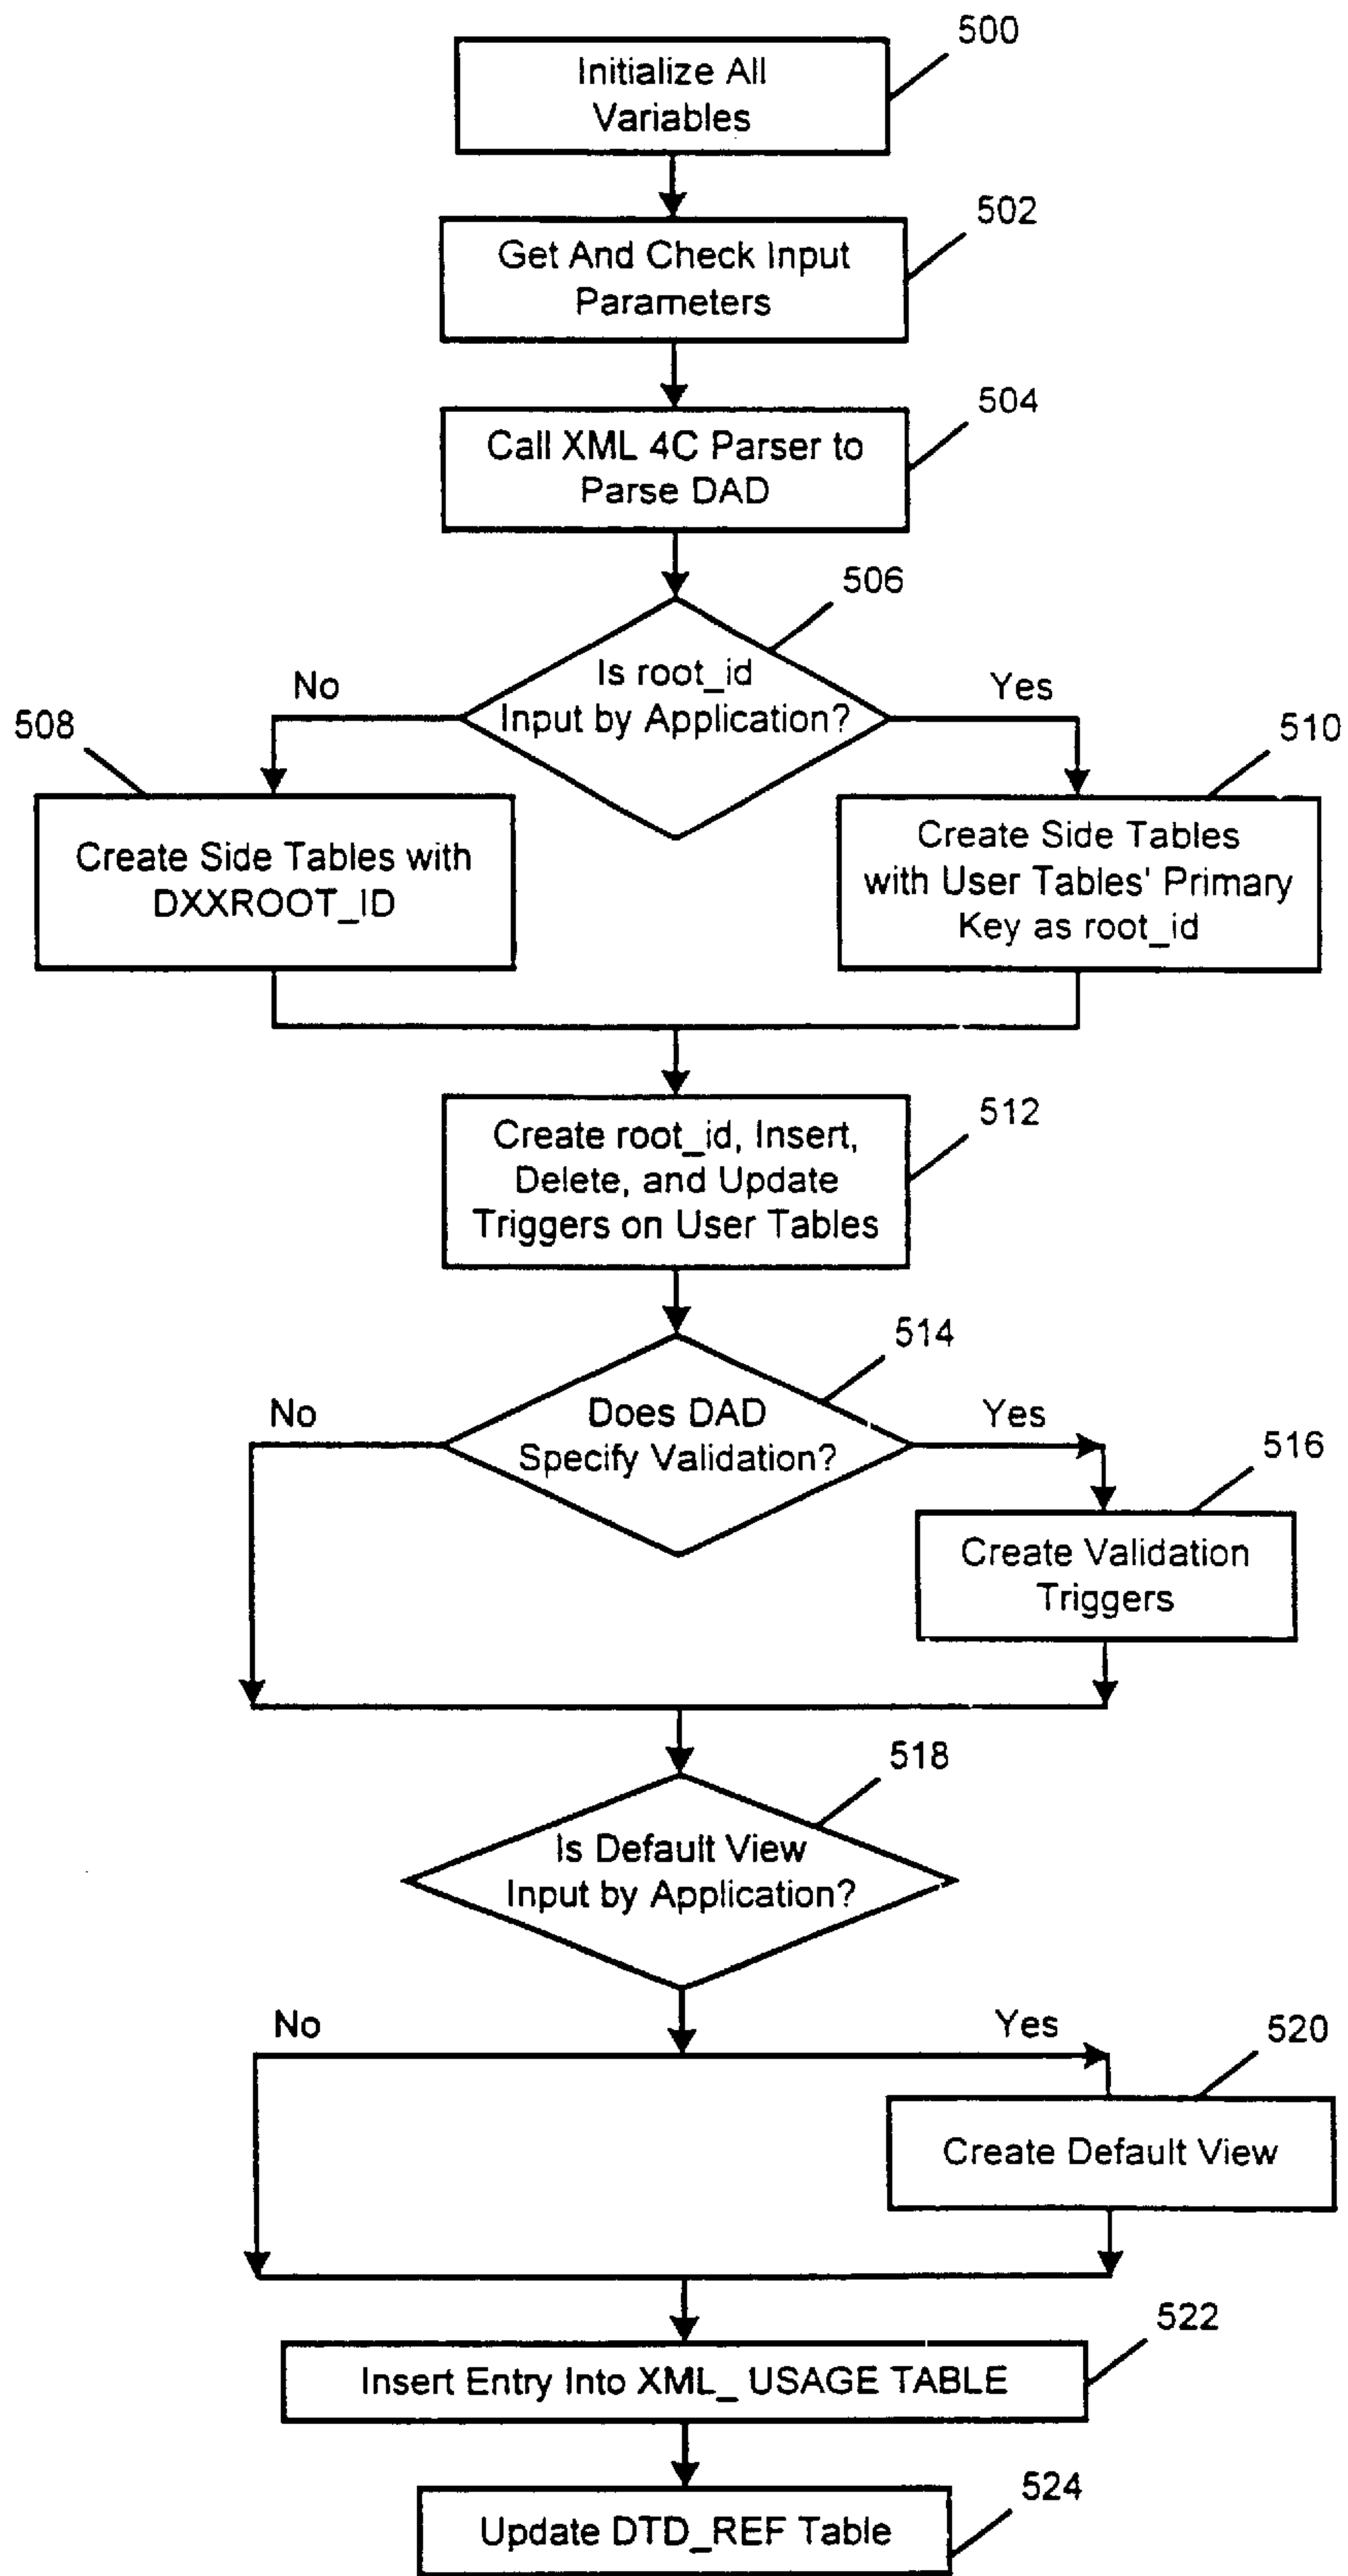 500
Initialize All
Variables
502
Get And Check Input
Parameters
504
Call XML 4C Parser to
Parse DAD
506
Is root_id
Input by Application?
No
Yes
508
510
Create Side Tables with
DXXROOT_ID
Create Side Tables
with User Tables' Primary
Key as root_id
512
Create root_id, Insert,
Delete, and Update
Triggers on User Tables
514
Does DAD
Specify Validation?
No
Yes
516
Create Validation
Triggers
518
Is Default View
Input by Application?
No
Yes
520
Create Default View
522
Insert Entry Into XML_ USAGE TABLE
524
Update DTD_REF Table